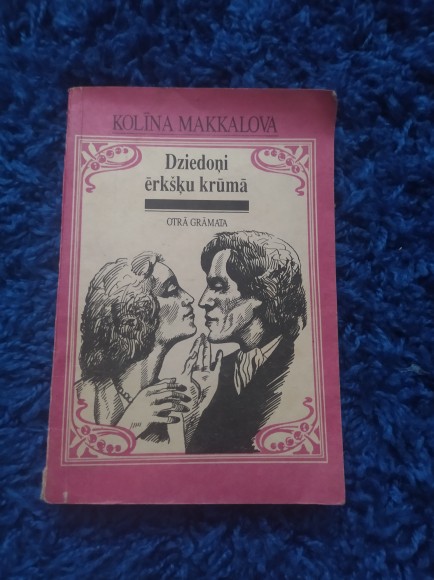 KOLĪNA MAKKALOVA
Dziedoņi
ērkšķu krūmā
OTRĀ GRĀMATA